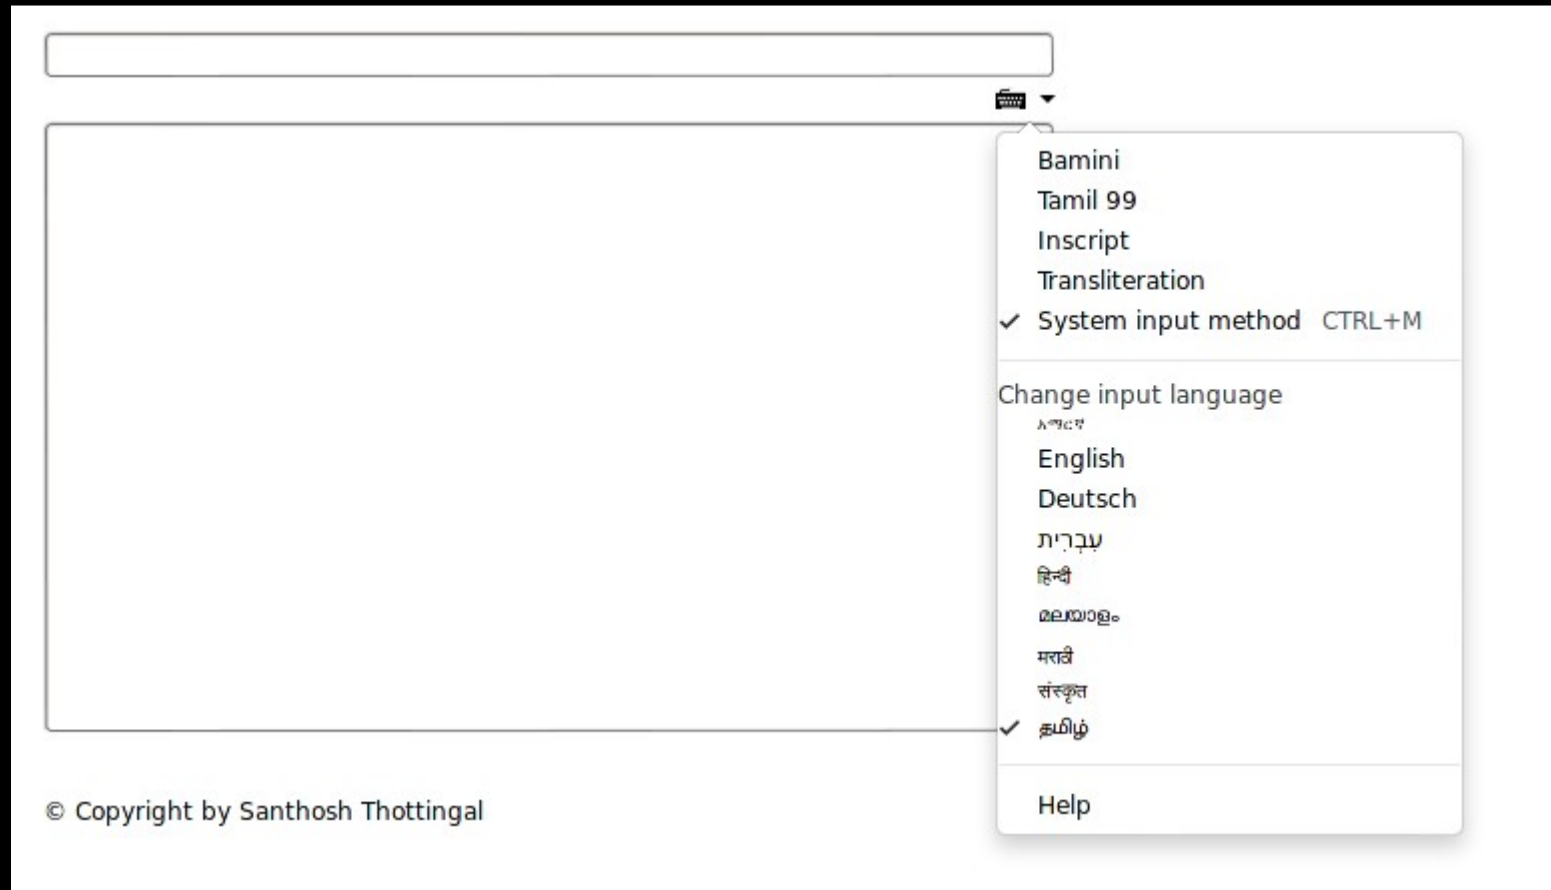 Bamini
Tamil 99
Inscript
Transliteration
System input method CTRL+M
Change input language
አማርኛ
English
Deutsch
עִבְרִית
हिन्दी
മലയാളം
मराठी
संस्कृत
தமிழ்
Help
© Copyright by Santhosh Thottingal